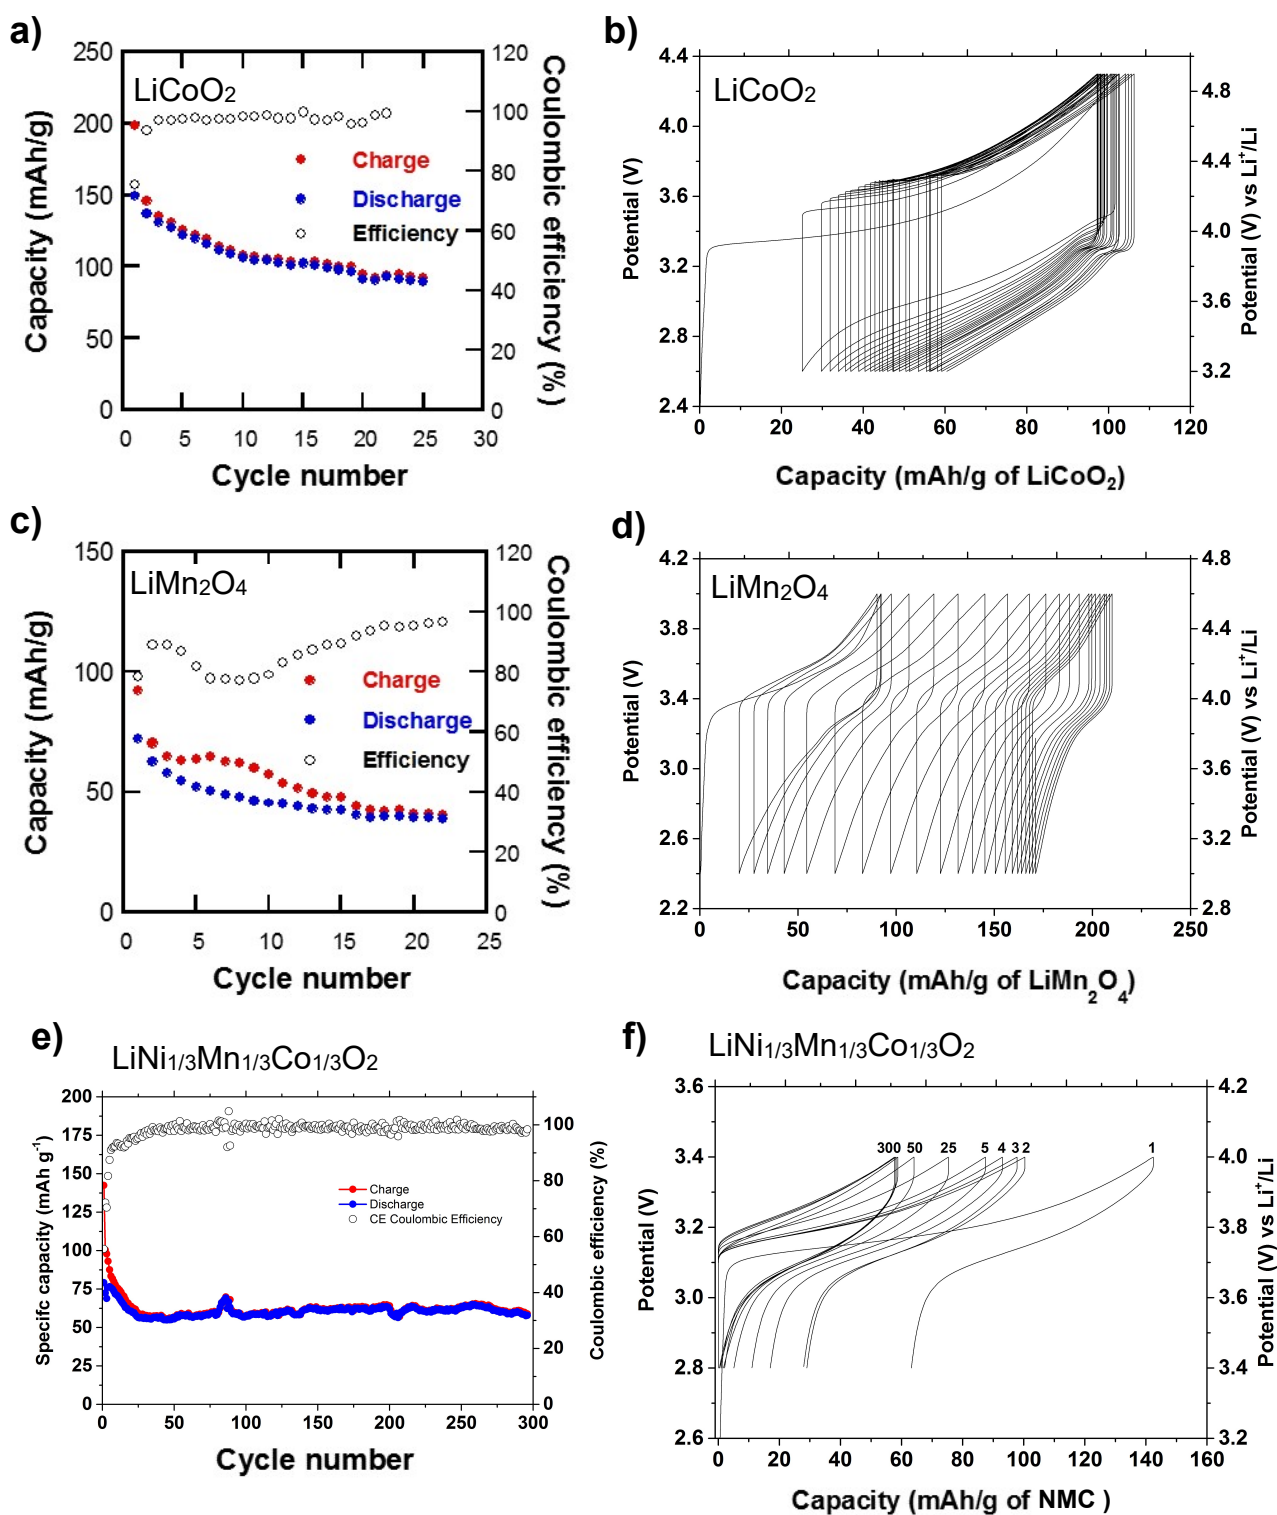 a)
LiCoO2
250
200
150
100
50
0
Capacity (mAh/g)
120
100
80
60
40
20
0
Coulombic efficiency (%)
Charge
Discharge
Efficiency
0 5 10 15 20 25 30
Cycle number
b)
LiCoO2
4.4
4.0
3.6
3.2
2.8
2.4
Potential (V)
4.8
4.4
4.0
3.6
3.2
Potential (V) vs Li+/Li
0 20 40 60 80 100 120
Capacity (mAh/g of LiCoO2)
c)
LiMn2O4
150
100
50
0
Capacity (mAh/g)
120
100
80
60
40
20
0
Coulombic efficiency (%)
Charge
Discharge
Efficiency
0 5 10 15 20 25
Cycle number
d)
LiMn2O4
4.2
3.8
3.4
3.0
2.6
2.2
Potential (V)
4.8
4.4
4.0
3.6
3.2
2.8
Potential (V) vs Li+/Li
0 50 100 150 200 250
Capacity (mAh/g of LiMn2O4)
e)
LiNi1/3Mn1/3Co1/3O2
200
175
150
125
100
75
50
25
0
Specifc capacity (mAh g-1)
100
80
60
40
20
0
Coulombic efficiency (%)
Charge
Discharge
CE Coulombic Efficiency
0 50 100 150 200 250 300
Cycle number
f)
LiNi1/3Mn1/3Co1/3O2
3.6
3.4
3.2
3.0
2.8
2.6
Potential (V)
300 50 25 5 4 3 2 1
4.2
4.0
3.8
3.6
3.4
3.2
Potential (V) vs Li+/Li
0 20 40 60 80 100 120 140 160
Capacity (mAh/g of NMC )